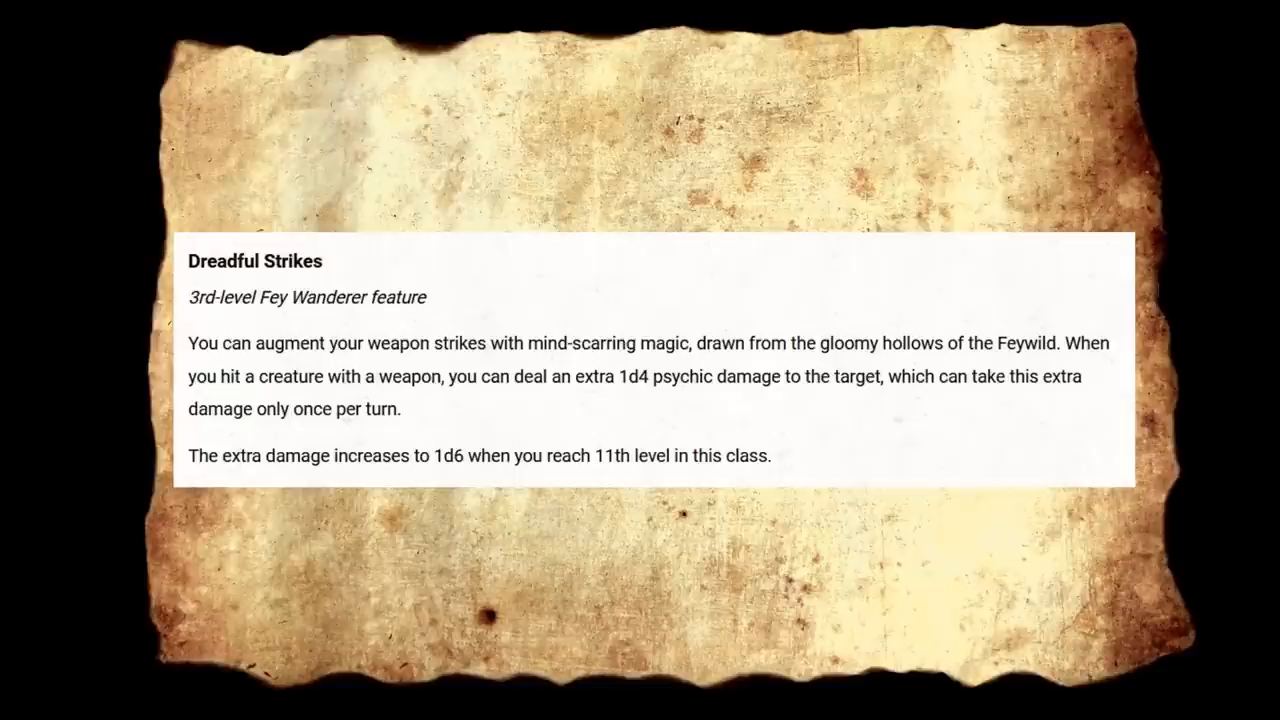 Dreadful Strikes
3rd-level Fey Wanderer feature
You can augment your weapon strikes with mind-scarring magic, drawn from the gloomy hollows of the Feywild. When
you hit a creature with a weapon, you can deal an extra 1d4 psychic damage to the target, which can take this extra
damage only once per turn.
The extra damage increases to 1d6 when you reach 11th level in this class.